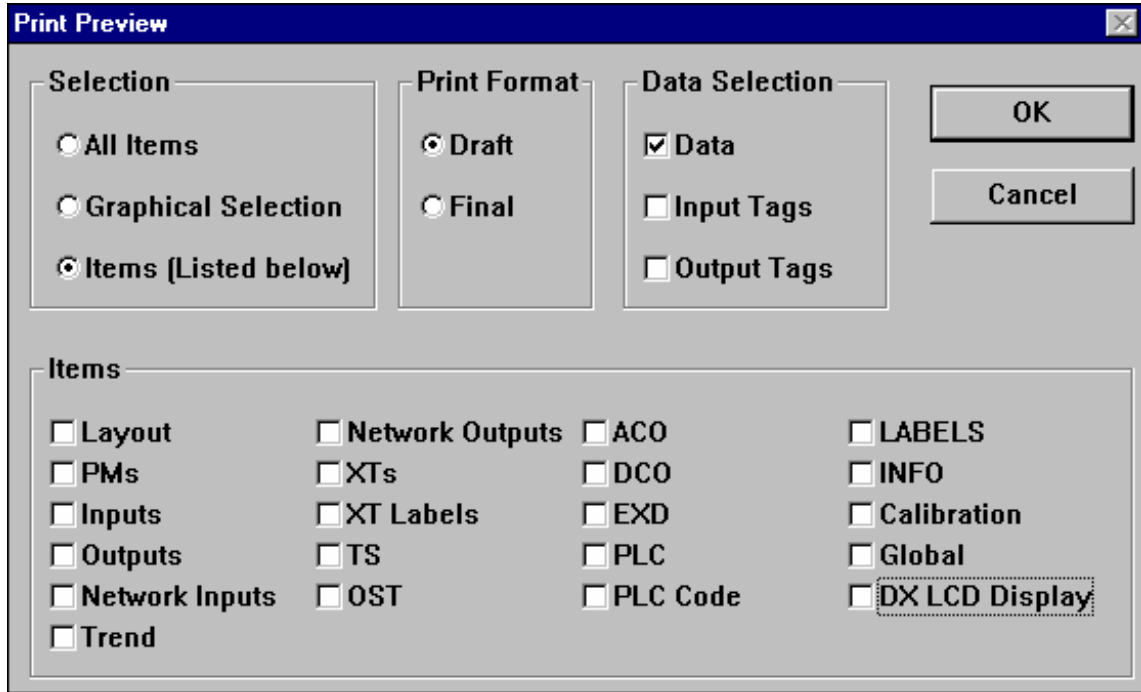 Print Preview
Selection
All Items
Graphical Selection
Items (Listed below)
Print Format
Draft
Final
Data Selection
Data
Input Tags
Output Tags
OK
Cancel
Items
Layout
PMs
Inputs
Outputs
Network Inputs
Trend
Network Outputs
XTs
XT Labels
TS
OST
ACO
DCO
EXD
PLC
PLC Code
LABELS
INFO
Calibration
Global
DX LCD Display